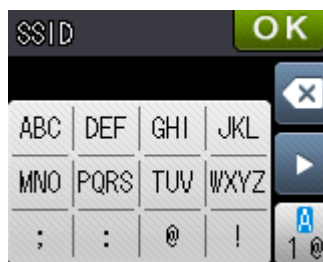 SSID OK
ABC DEF GHI JKL
MNO PQRS TUV WXYZ
; : @ !
A
1 @